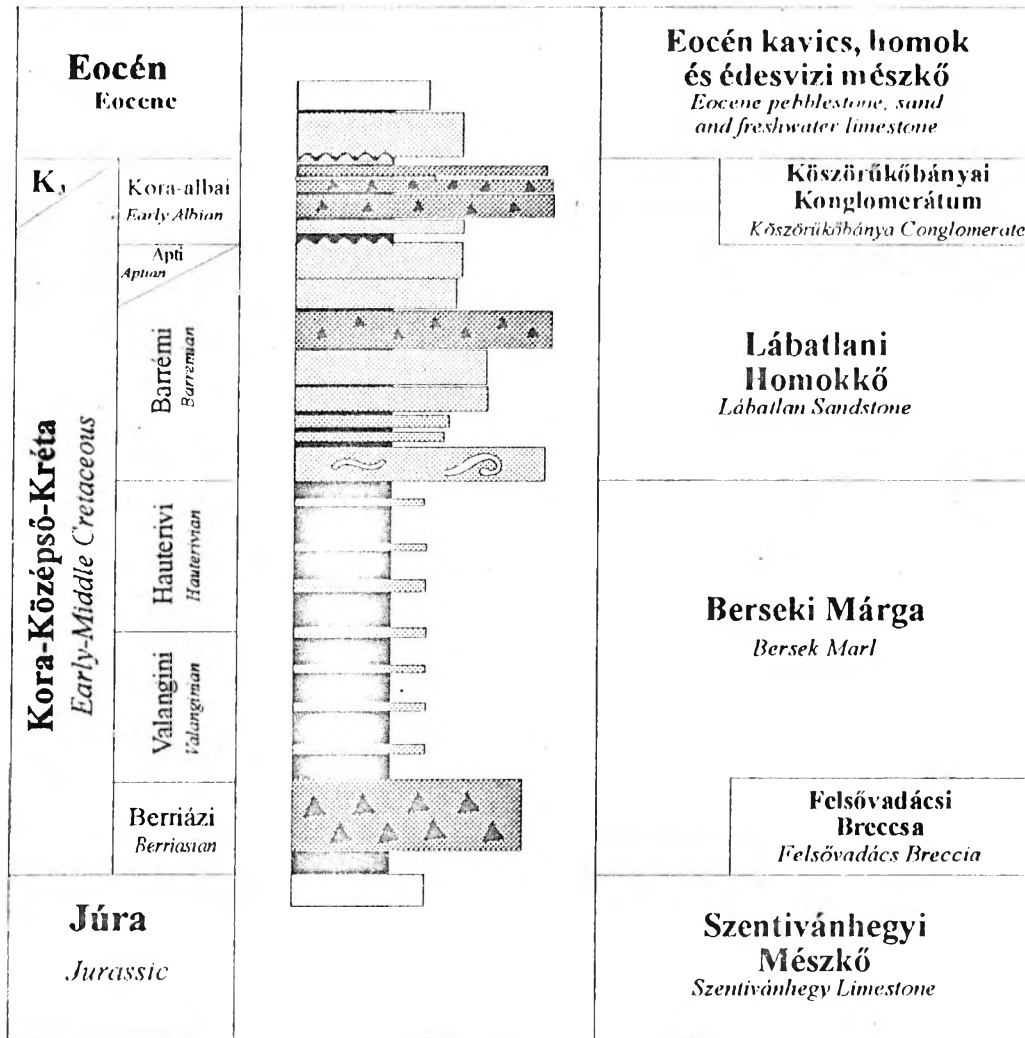 Eocén
Eocene
Eocén kavics, homok
és édesvizi mészkő
Eocene pebblestone, sand
and freshwater limestone
Kora-albai
Early Albian
Köszörűkőbányai
Konglomerátum
Köszörükőbánya Conglomerate
Apti
Aptian
Kora-Középső-Kréta
Early-Middle Cretaceous
Barrémi
Barremian
Lábatlani
Homokkő
Lábatlan Sandstone
Hauterivi
Hauterivian
Berseki Márga
Bersek Marl
Valangini
Valanginian
Berriázi
Berriasian
Felsővadácsi
Breccsa
Felsővadács Breccia
Júra
Jurassic
Szentivánhegyi
Mészkő
Szentivánhegy Limestone